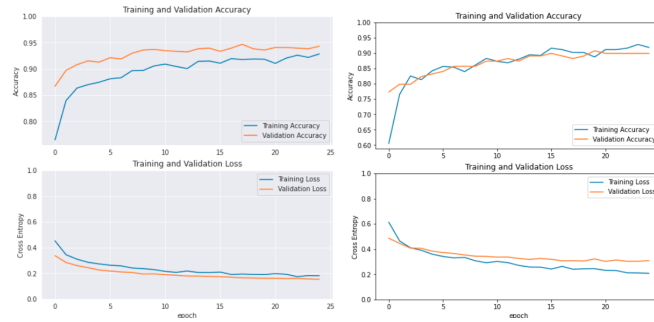 Training and Validation Accuracy
1.00
0.95
0.90
0.85
0.80
Accuracy
Training Accuracy
Validation Accuracy
0 5 10 15 20 25
Training and Validation Loss
1.0
0.8
0.6
0.4
0.2
0.0
Cross Entropy
Training Loss
Validation Loss
0 5 10 15 20 25
epoch
Training and Validation Accuracy
1.00
0.95
0.90
0.85
0.80
0.75
0.70
0.65
0.60
Accuracy
Training Accuracy
Validation Accuracy
0 5 10 15 20
Training and Validation Loss
1.0
0.8
0.6
0.4
0.2
0.0
Cross Entropy
Training Loss
Validation Loss
0 5 10 15 20
epoch